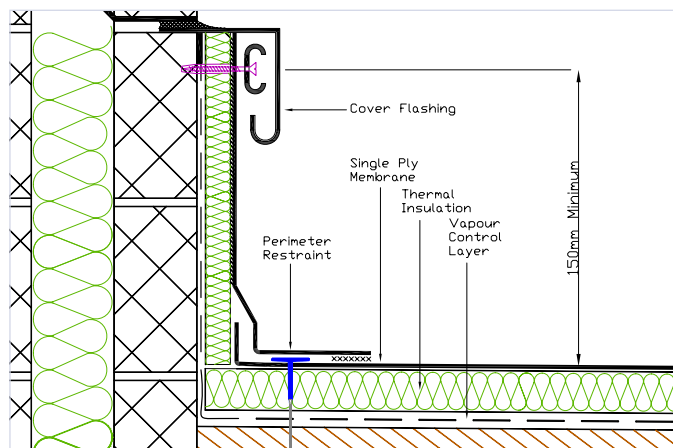 Cover Flashing
Single Ply
Membrane
Thermal
Insulation
Vapour
Control
Layer
Perimeter
Restraint
150mm Minimum